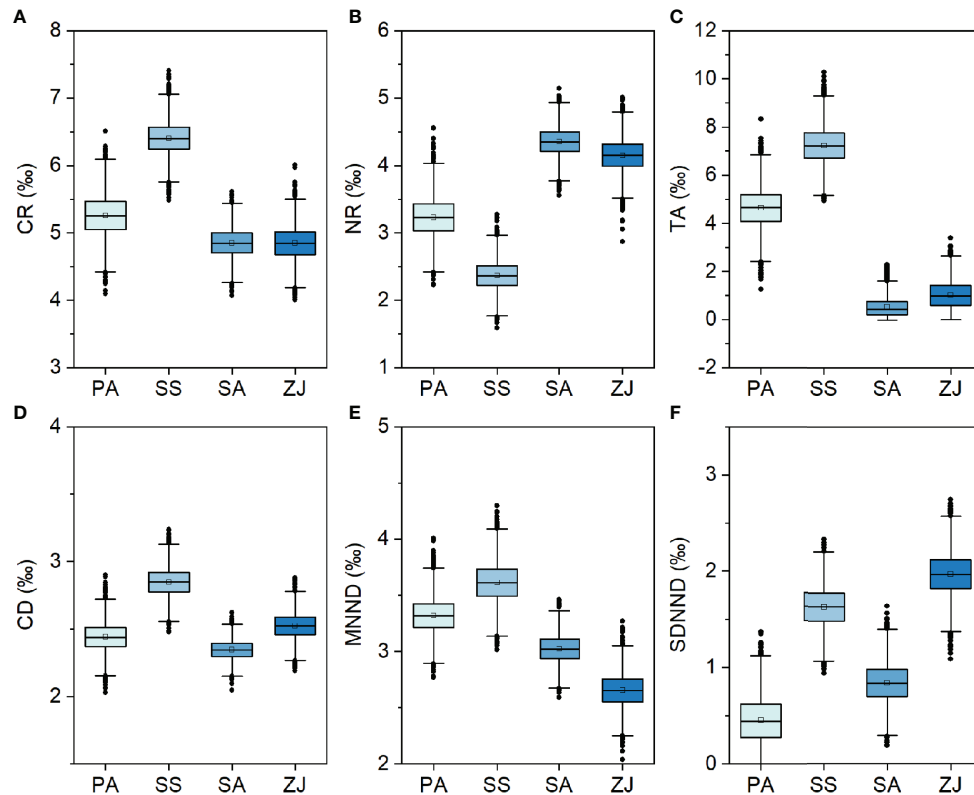 A
CR (‰)
8
7
6
5
4
3
PA SS SA ZJ
B
NR (‰)
6
5
4
3
2
1
PA SS SA ZJ
C
TA (‰)
12
10
8
6
4
2
0
-2
PA SS SA ZJ
D
CD (‰)
4
3
2
PA SS SA ZJ
E
MNND (‰)
5
4
3
2
PA SS SA ZJ
F
SDNND (‰)
3
2
1
0
PA SS SA ZJ